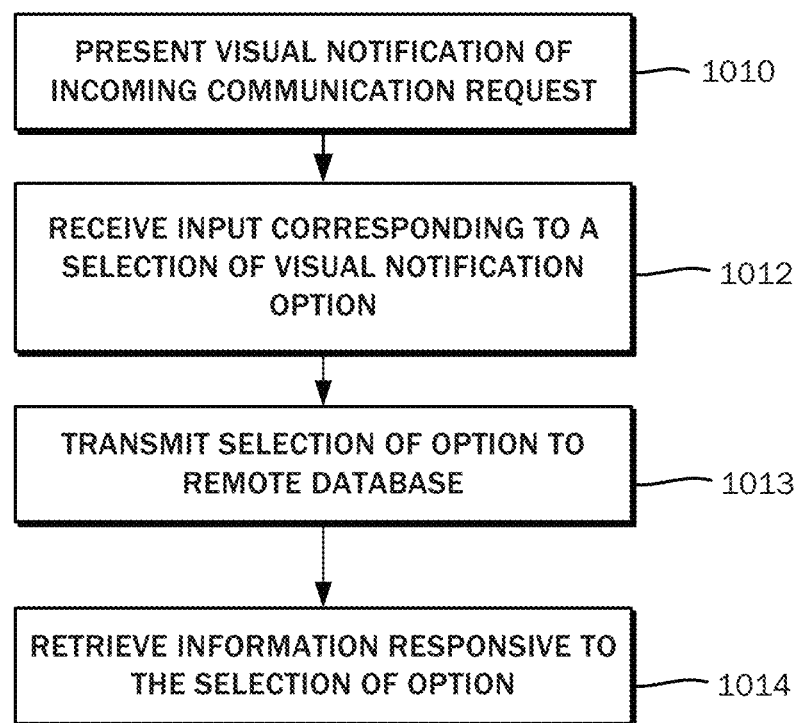 PRESENT VISUAL NOTIFICATION OF
INCOMING COMMUNICATION REQUEST
1010
RECEIVE INPUT CORRESPONDING TO A
SELECTION OF VISUAL NOTIFICATION
OPTION
1012
TRANSMIT SELECTION OF OPTION TO
REMOTE DATABASE
1013
RETRIEVE INFORMATION RESPONSIVE TO
THE SELECTION OF OPTION
1014